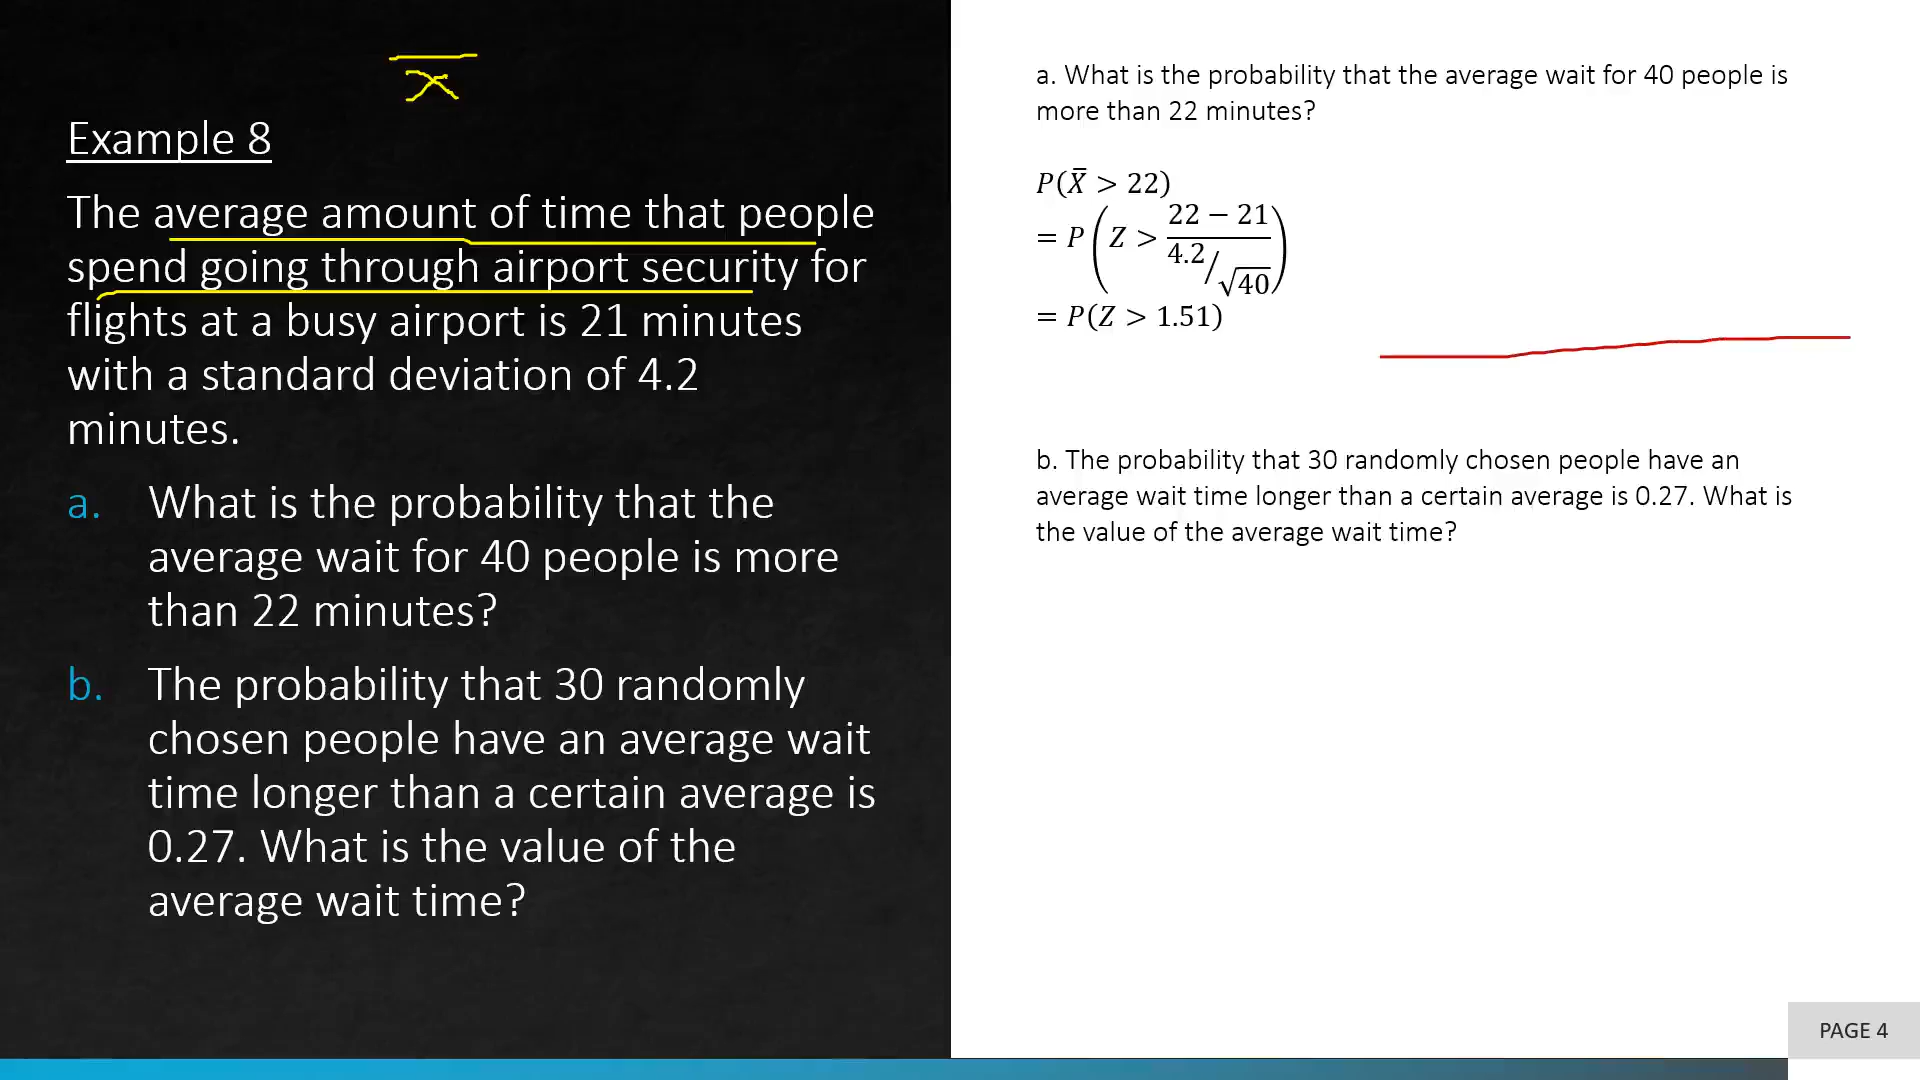 x̄
Example 8
The average amount of time that people
spend going through airport security for
flights at a busy airport is 21 minutes
with a standard deviation of 4.2
minutes.
a. What is the probability that the
average wait for 40 people is more
than 22 minutes?
b. The probability that 30 randomly
chosen people have an average wait
time longer than a certain average is
0.27. What is the value of the
average wait time?
a. What is the probability that the average wait for 40 people is
more than 22 minutes?
P(X̄ > 22)
= P(Z > (22 − 21)/(4.2/√40))
= P(Z > 1.51)
b. The probability that 30 randomly chosen people have an
average wait time longer than a certain average is 0.27. What is
the value of the average wait time?
PAGE 4